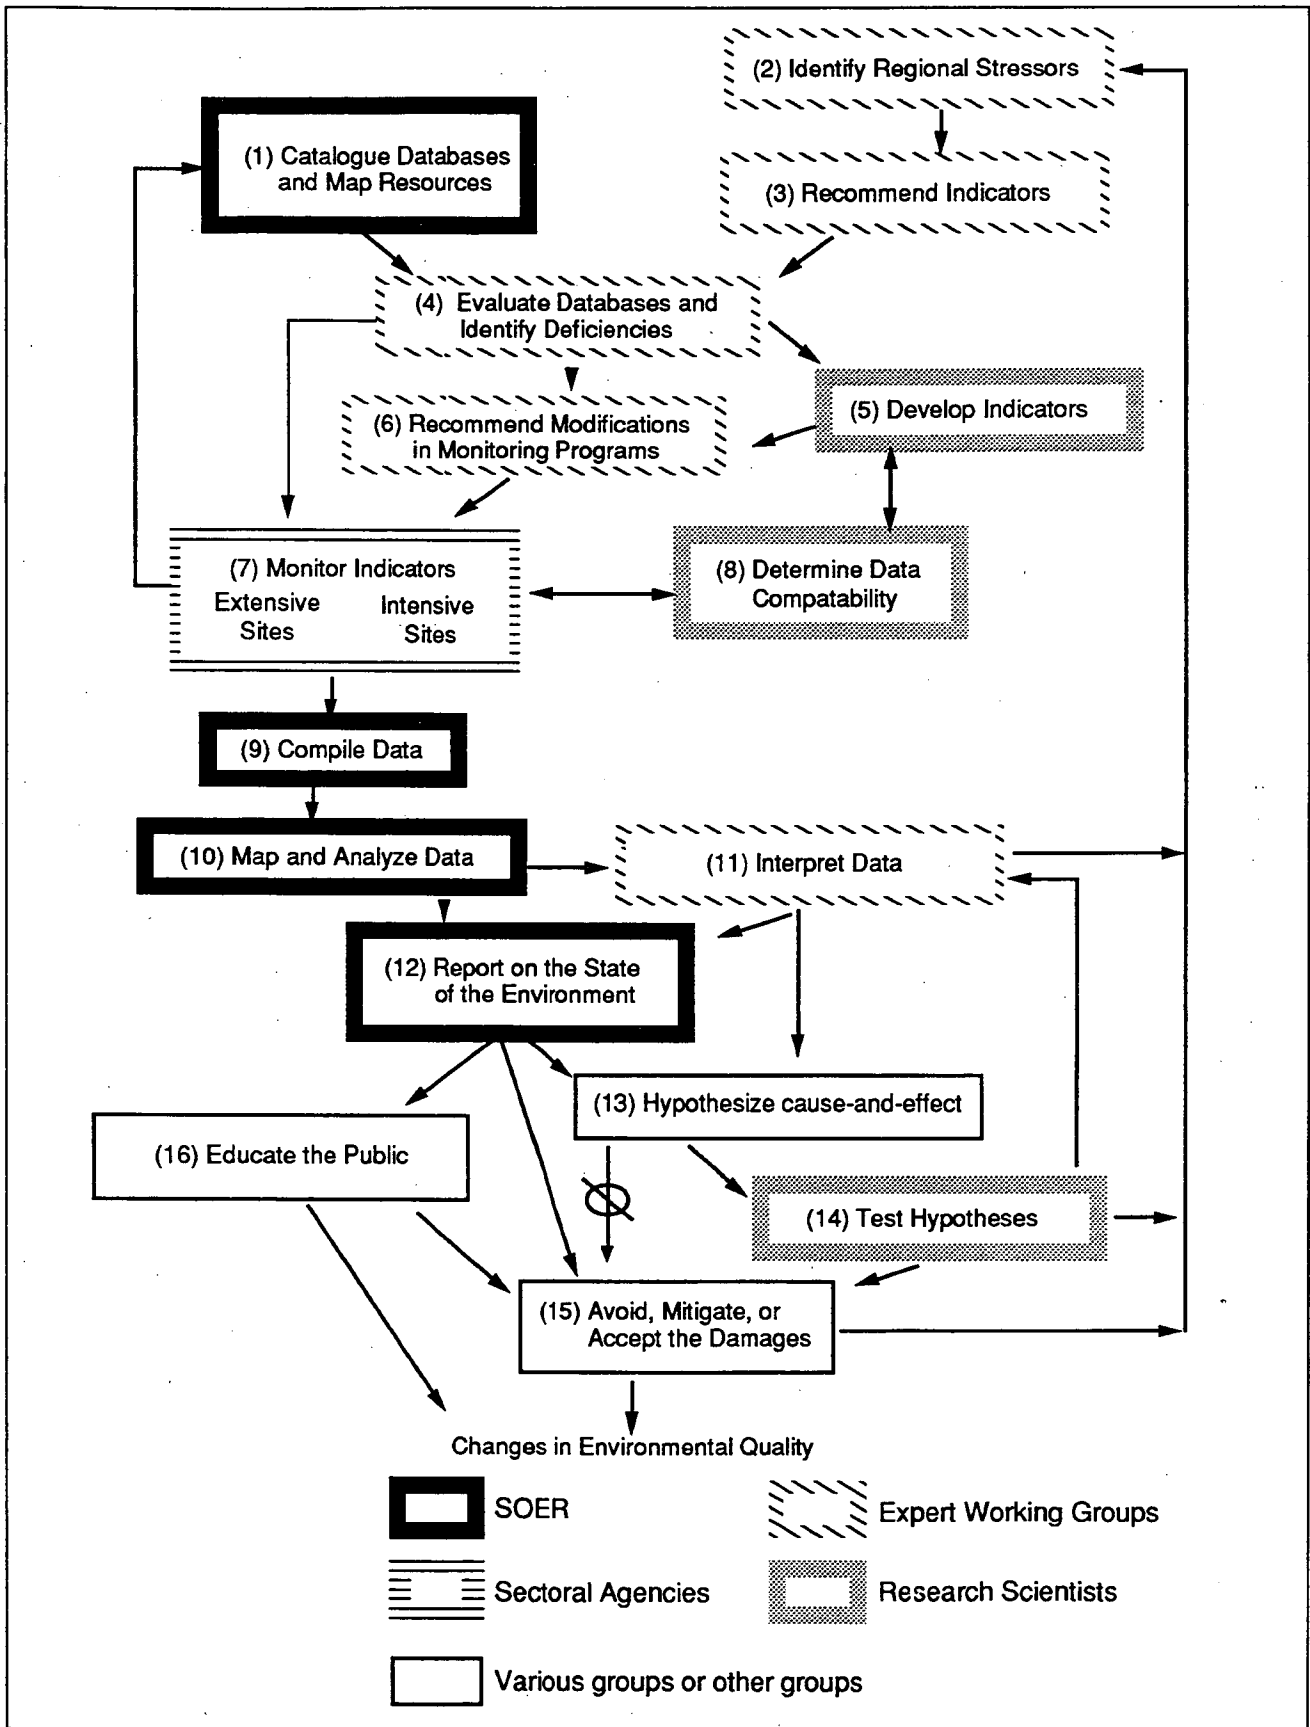 (2) Identify Regional Stressors
(1) Catalogue Databases
and Map Resources
(3) Recommend Indicators
(4) Evaluate Databases and
Identify Deficiencies
(5) Develop Indicators
(6) Recommend Modifications
in Monitoring Programs
(7) Monitor Indicators
Extensive
Sites
Intensive
Sites
(8) Determine Data
Compatability
(9) Compile Data
(10) Map and Analyze Data
(11) Interpret Data
(12) Report on the State
of the Environment
(13) Hypothesize cause-and-effect
(16) Educate the Public
(14) Test Hypotheses
(15) Avoid, Mitigate, or
Accept the Damages
Changes in Environmental Quality
SOER
Expert Working Groups
Sectoral Agencies
Research Scientists
Various groups or other groups